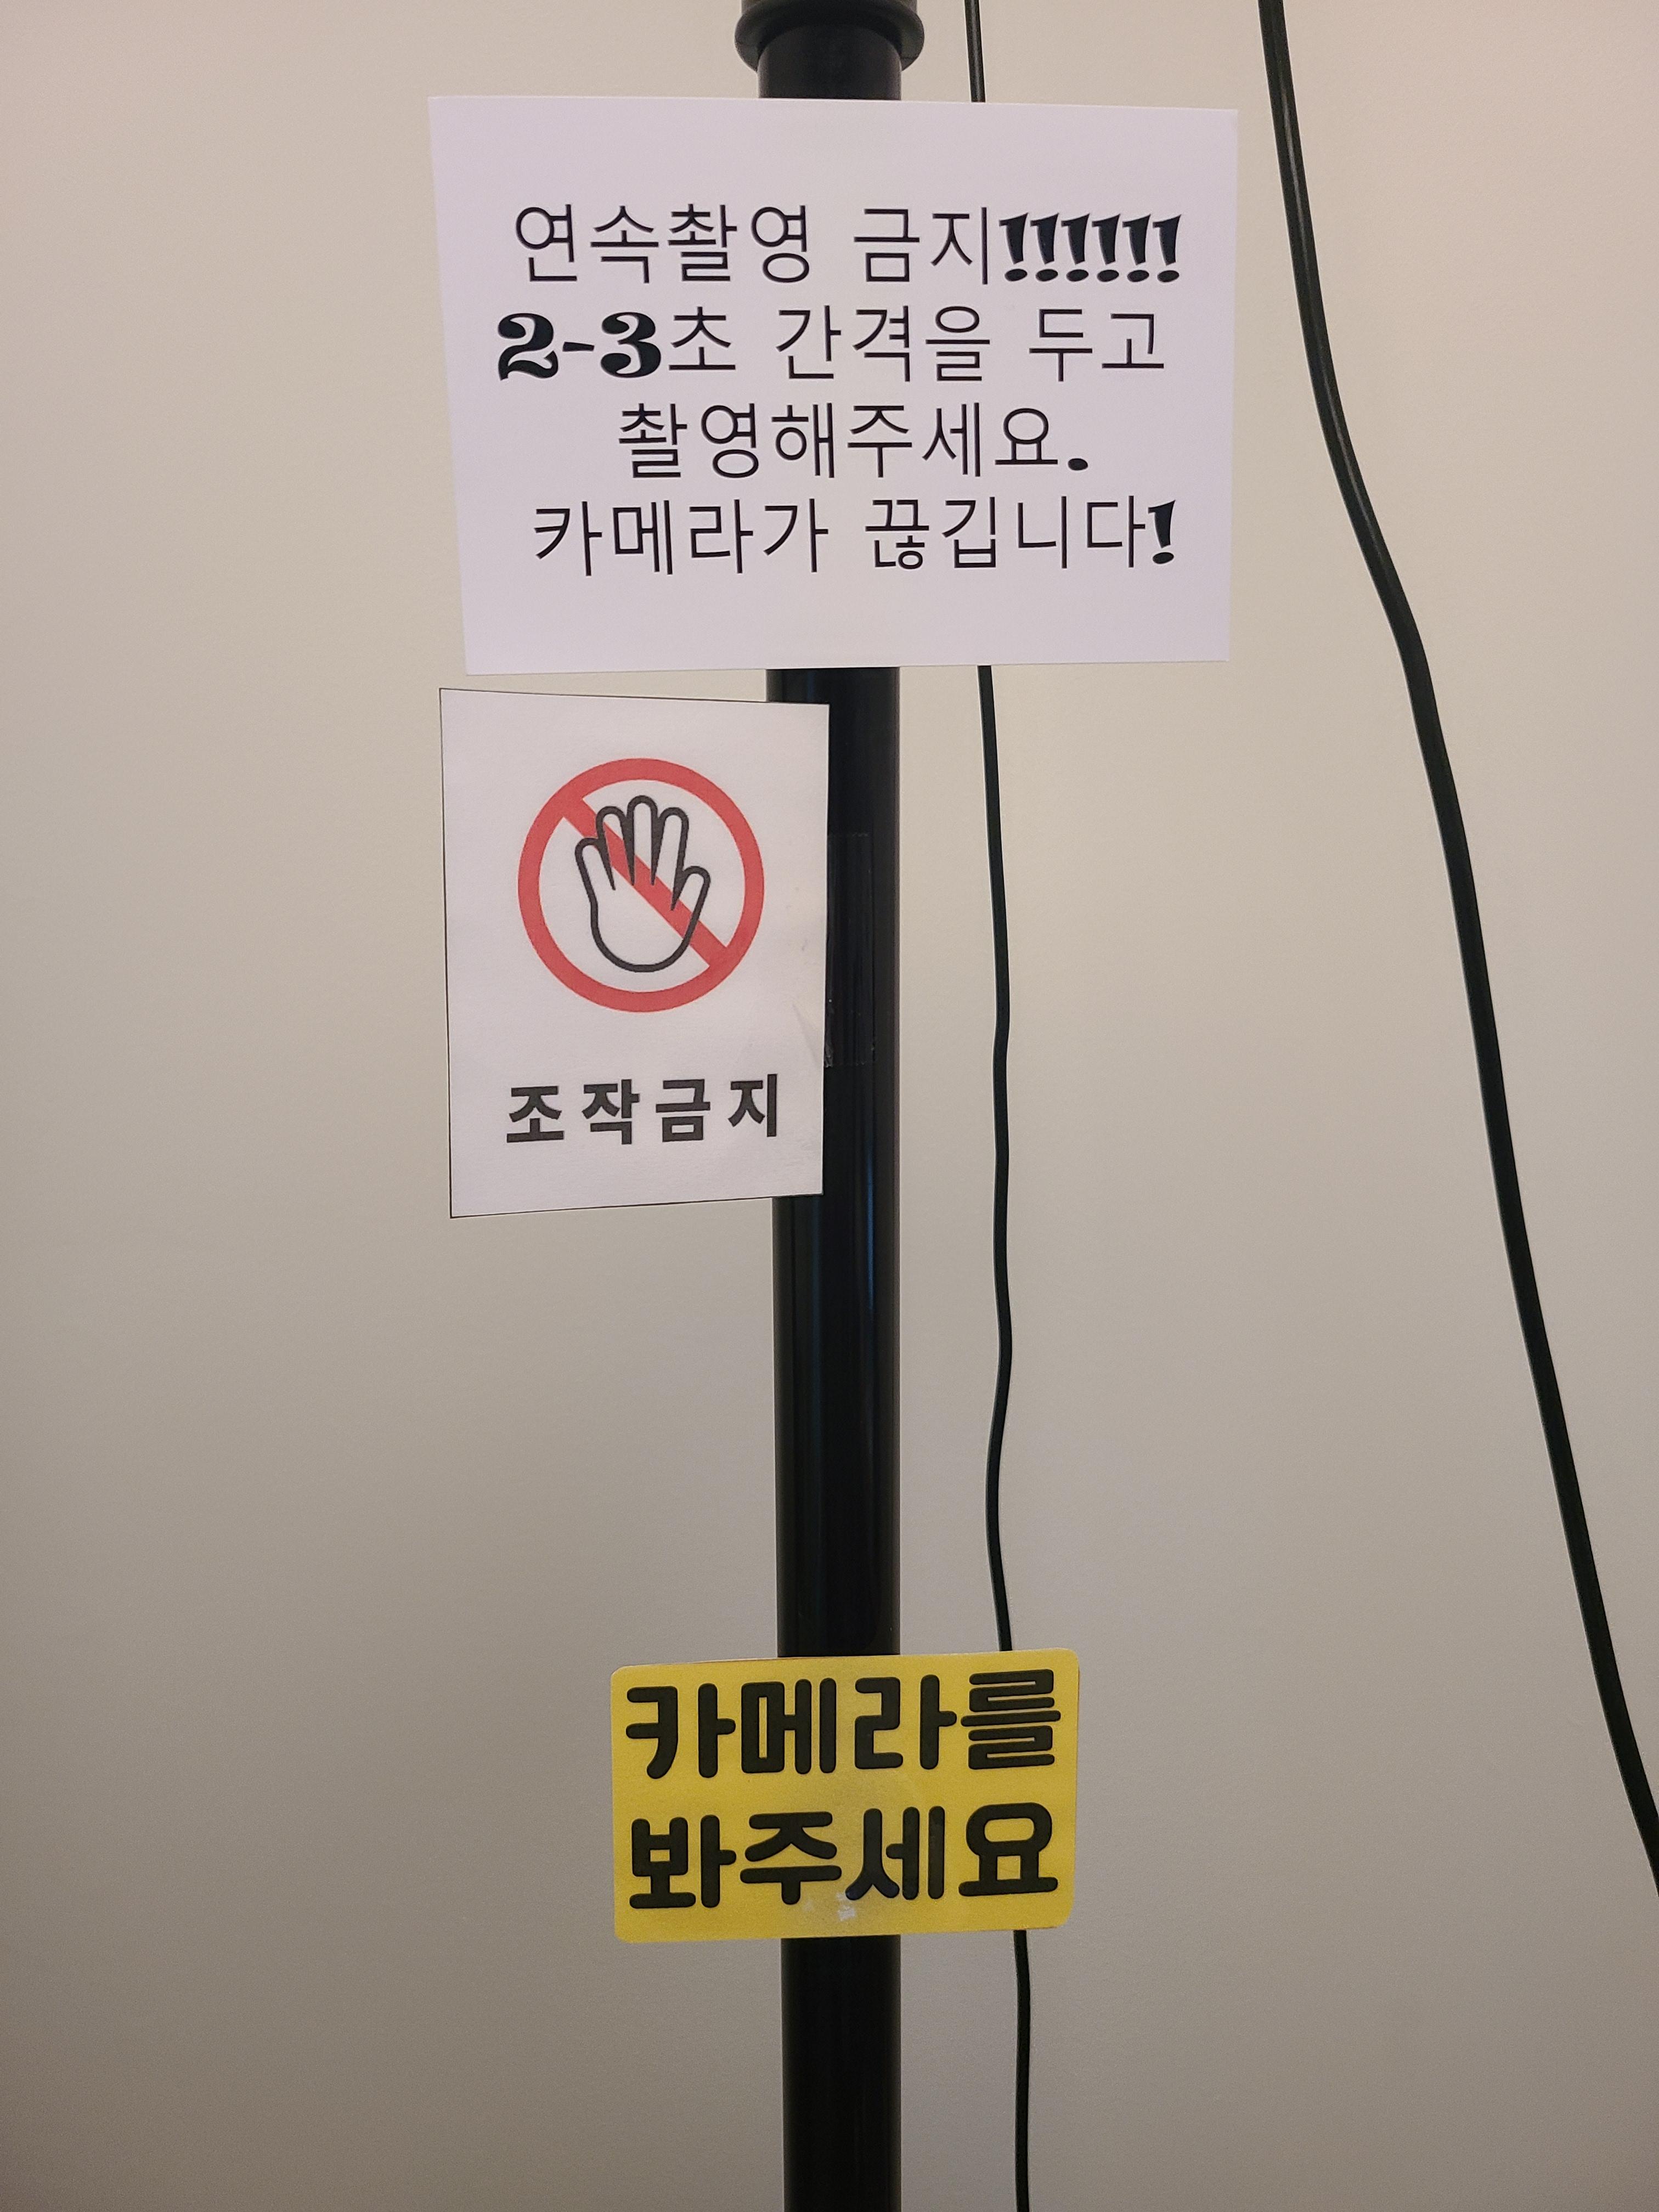 연속촬영 금지!!!!!!
2-3초 간격을 두고
촬영해주세요.
카메라가 끊깁니다!
조작금지
카메라를
봐주세요